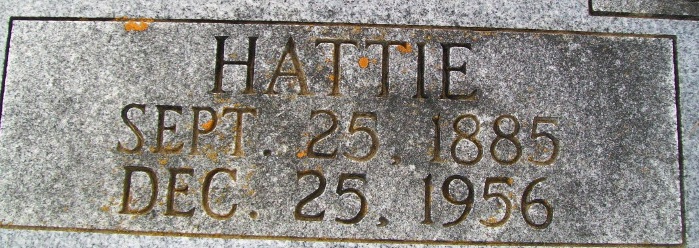 HATTIE
SEPT. 25, 1885
DEC. 25, 1956